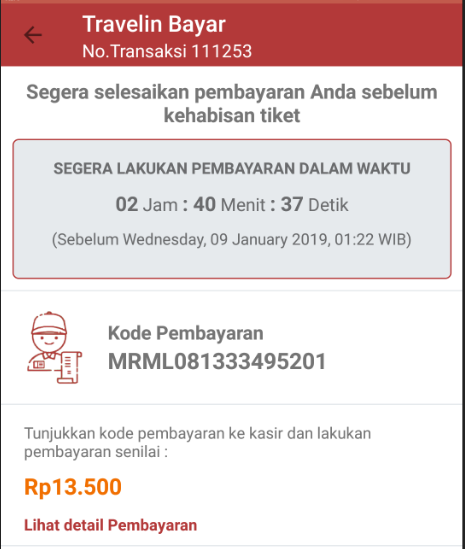 Travelin Bayar
No.Transaksi 111253
Segera selesaikan pembayaran Anda sebelum
kehabisan tiket
SEGERA LAKUKAN PEMBAYARAN DALAM WAKTU
02 Jam : 40 Menit : 37 Detik
(Sebelum Wednesday, 09 January 2019, 01:22 WIB)
Kode Pembayaran
MRML081333495201
Tunjukkan kode pembayaran ke kasir dan lakukan
pembayaran senilai :
Rp13.500
Lihat detail Pembayaran